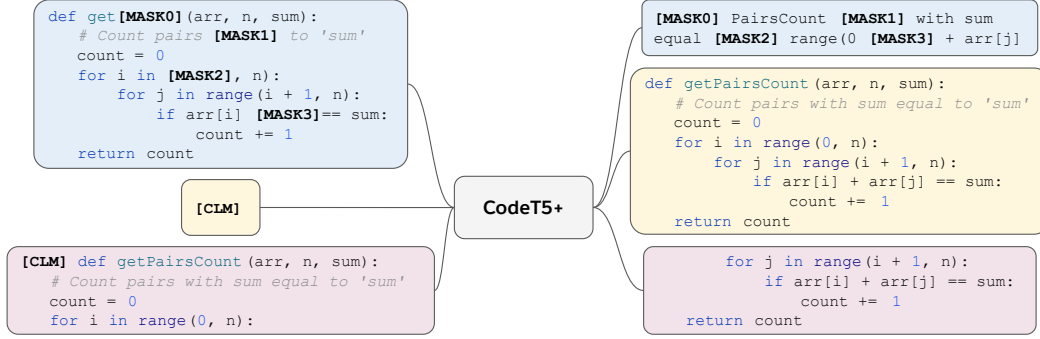 def get[MASK0](arr, n, sum):
# Count pairs [MASK1] to 'sum'
count = 0
for i in [MASK2], n):
for j in range(i + 1, n):
if arr[i] [MASK3]== sum:
count += 1
return count
[CLM]
[CLM] def getPairsCount(arr, n, sum):
# Count pairs with sum equal to 'sum'
count = 0
for i in range(0, n):
CodeT5+
[MASK0] PairsCount [MASK1] with sum
equal [MASK2] range(0 [MASK3] + arr[j]
def getPairsCount(arr, n, sum):
# Count pairs with sum equal to 'sum'
count = 0
for i in range(0, n):
for j in range(i + 1, n):
if arr[i] + arr[j] == sum:
count += 1
return count
for j in range(i + 1, n):
if arr[i] + arr[j] == sum:
count += 1
return count